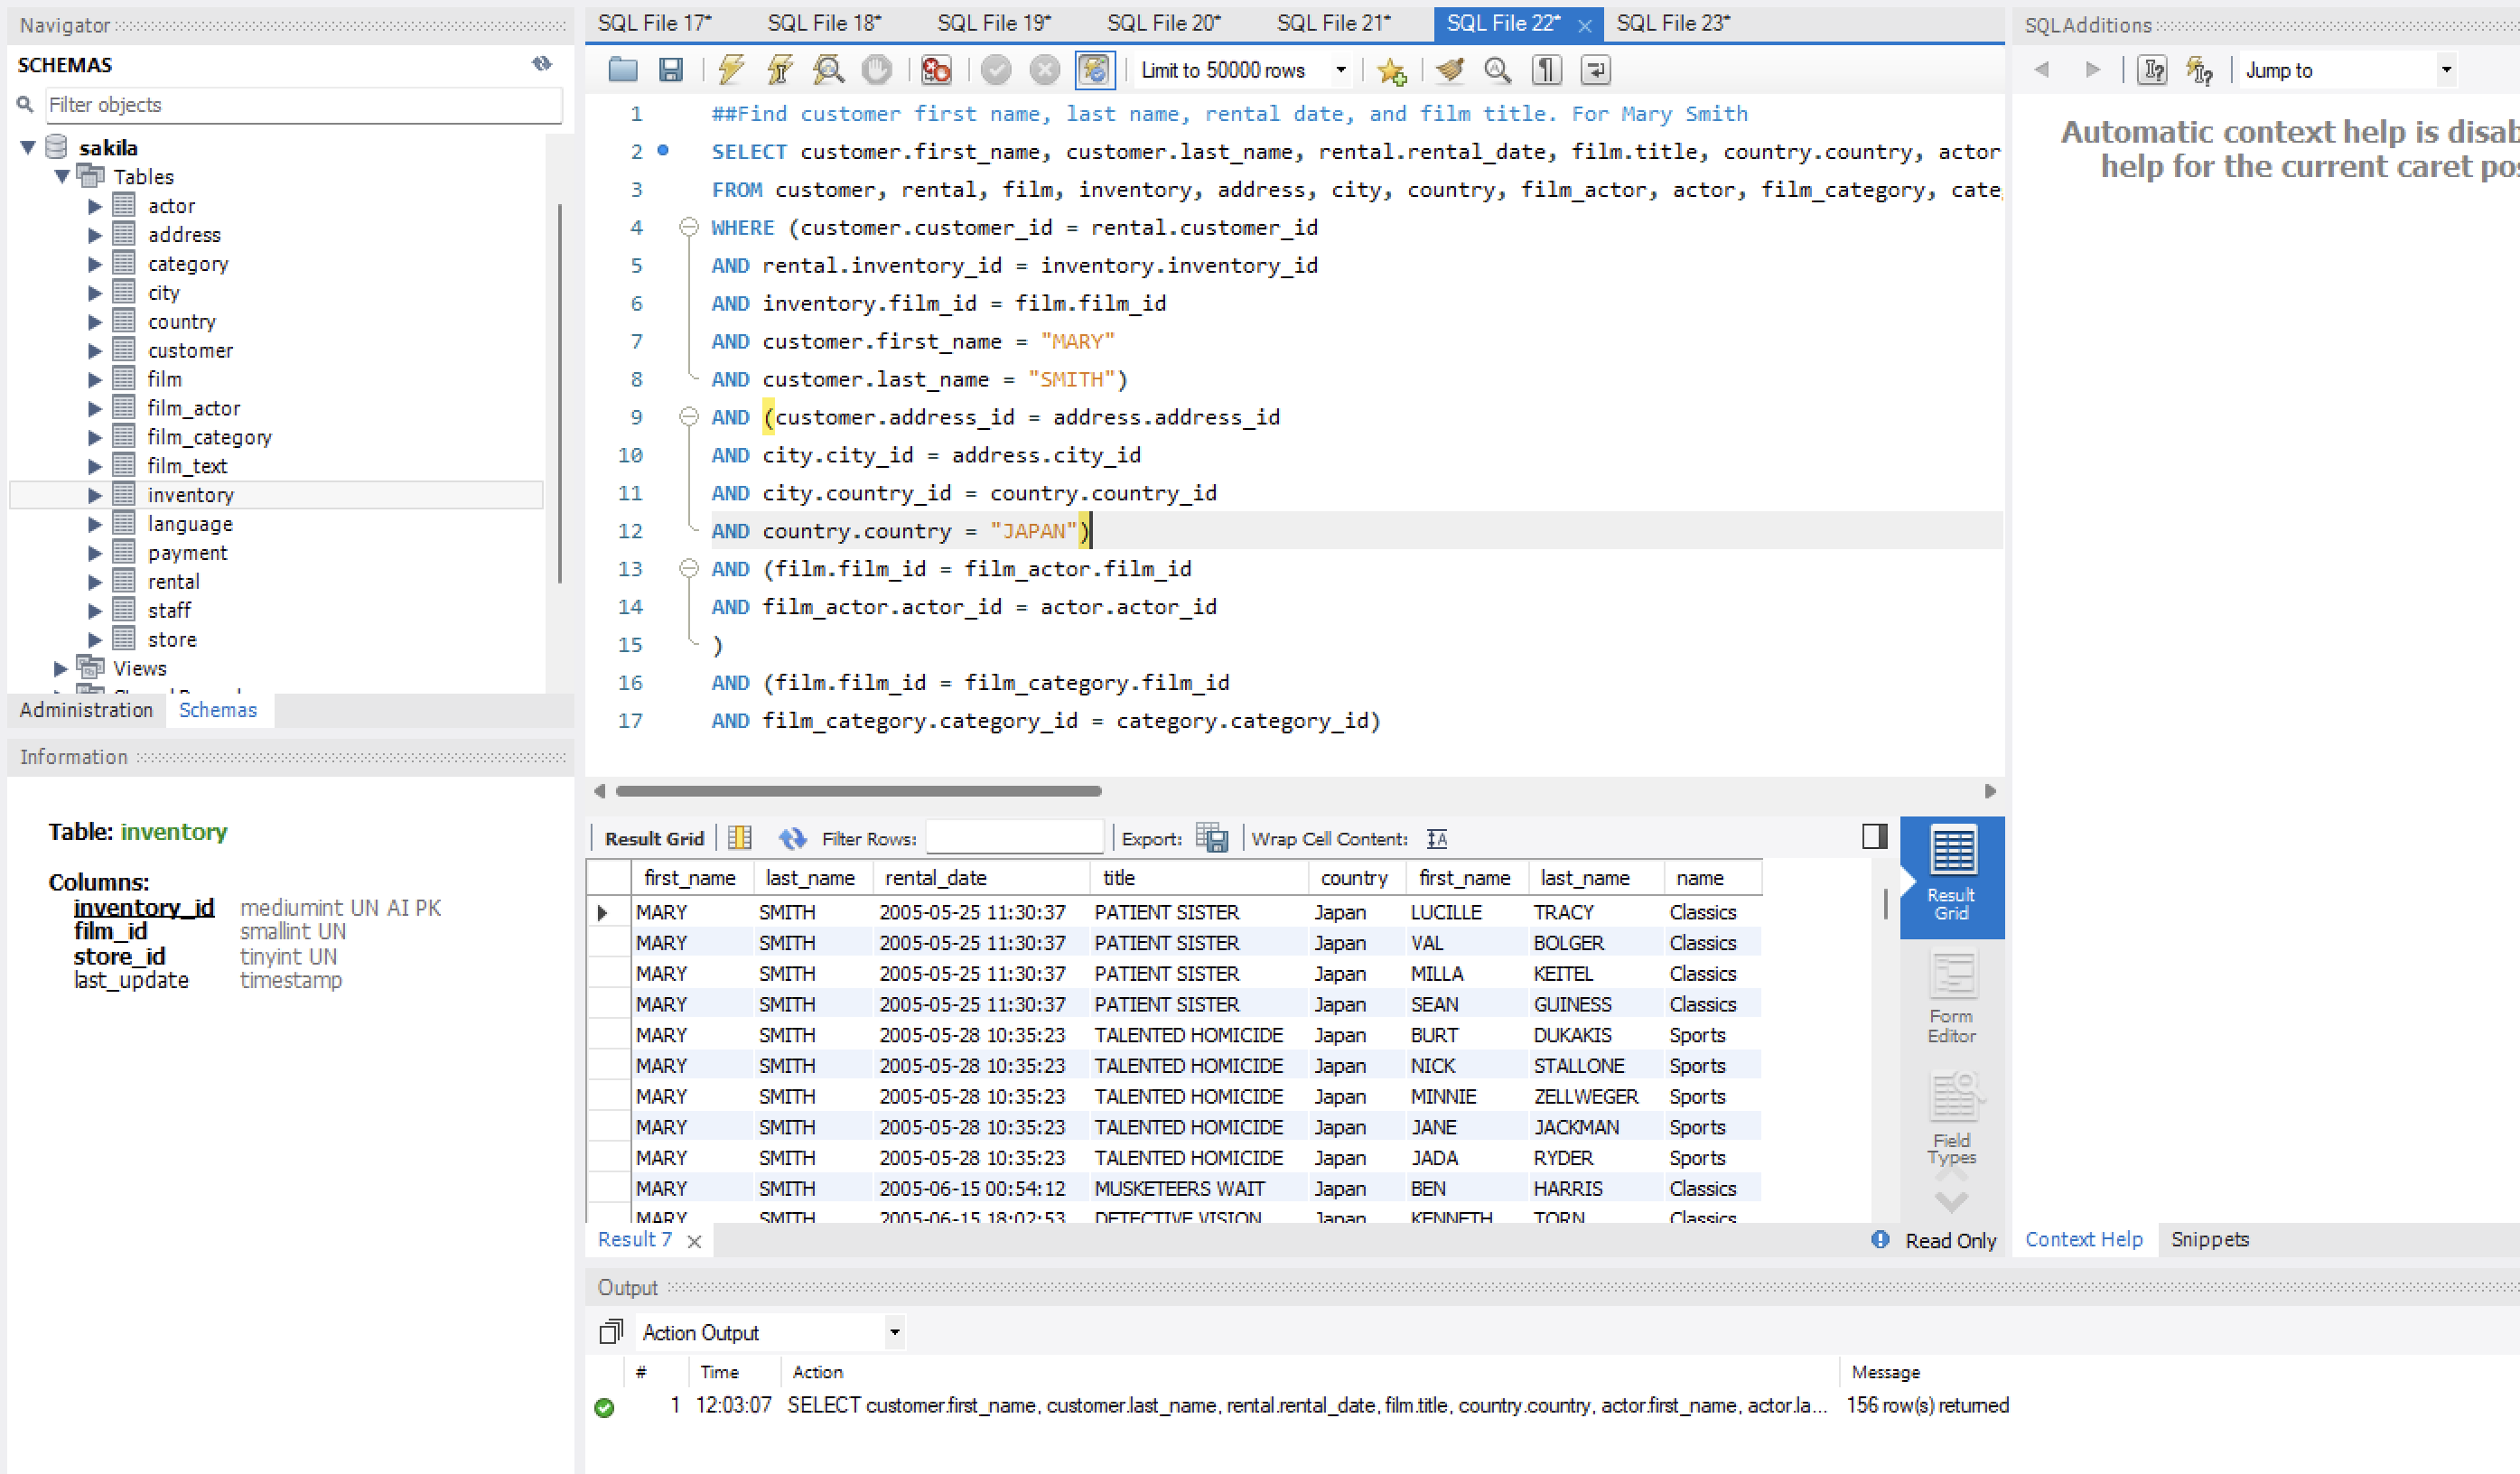 Navigator
SCHEMAS
Filter objects
sakila
Tables
actor
address
category
city
country
customer
film
film_actor
film_category
film_text
inventory
language
payment
rental
staff
store
Views
Administration Schemas
Information
Table: inventory
Columns:
inventory_id mediumint UN AI PK
film_id smallint UN
store_id tinyint UN
last_update timestamp
SQL File 17* SQL File 18* SQL File 19* SQL File 20* SQL File 21* SQL File 22* SQL File 23*
Limit to 50000 rows
1 ##Find customer first name, last name, rental date, and film title. For Mary Smith
2 SELECT customer.first_name, customer.last_name, rental.rental_date, film.title, country.country, actor
3 FROM customer, rental, film, inventory, address, city, country, film_actor, actor, film_category, cate
4 WHERE (customer.customer_id = rental.customer_id
5 AND rental.inventory_id = inventory.inventory_id
6 AND inventory.film_id = film.film_id
7 AND customer.first_name = "MARY"
8 AND customer.last_name = "SMITH")
9 AND (customer.address_id = address.address_id
10 AND city.city_id = address.city_id
11 AND city.country_id = country.country_id
12 AND country.country = "JAPAN")
13 AND (film.film_id = film_actor.film_id
14 AND film_actor.actor_id = actor.actor_id
15 )
16 AND (film.film_id = film_category.film_id
17 AND film_category.category_id = category.category_id)
Result Grid Filter Rows: Export: Wrap Cell Content:
first_name last_name rental_date title country first_name last_name name
MARY SMITH 2005-05-25 11:30:37 PATIENT SISTER Japan LUCILLE TRACY Classics
MARY SMITH 2005-05-25 11:30:37 PATIENT SISTER Japan VAL BOLGER Classics
MARY SMITH 2005-05-25 11:30:37 PATIENT SISTER Japan MILLA KEITEL Classics
MARY SMITH 2005-05-25 11:30:37 PATIENT SISTER Japan SEAN GUINESS Classics
MARY SMITH 2005-05-28 10:35:23 TALENTED HOMICIDE Japan BURT DUKAKIS Sports
MARY SMITH 2005-05-28 10:35:23 TALENTED HOMICIDE Japan NICK STALLONE Sports
MARY SMITH 2005-05-28 10:35:23 TALENTED HOMICIDE Japan MINNIE ZELLWEGER Sports
MARY SMITH 2005-05-28 10:35:23 TALENTED HOMICIDE Japan JANE JACKMAN Sports
MARY SMITH 2005-05-28 10:35:23 TALENTED HOMICIDE Japan JADA RYDER Sports
MARY SMITH 2005-06-15 00:54:12 MUSKETEERS WAIT Japan BEN HARRIS Classics
MARY SMITH 2005-06-15 18:02:53 DETECTIVE VISION Japan KENNETH TORN Classics
Result Grid
Form Editor
Field Types
Result 7
Read Only
Output
Action Output
# Time Action Message
1 12:03:07 SELECT customer.first_name, customer.last_name, rental.rental_date, film.title, country.country, actor.first_name, actor.la... 156 row(s) returned
SQLAdditions
Jump to
Automatic context help is disab
help for the current caret pos
Context Help Snippets